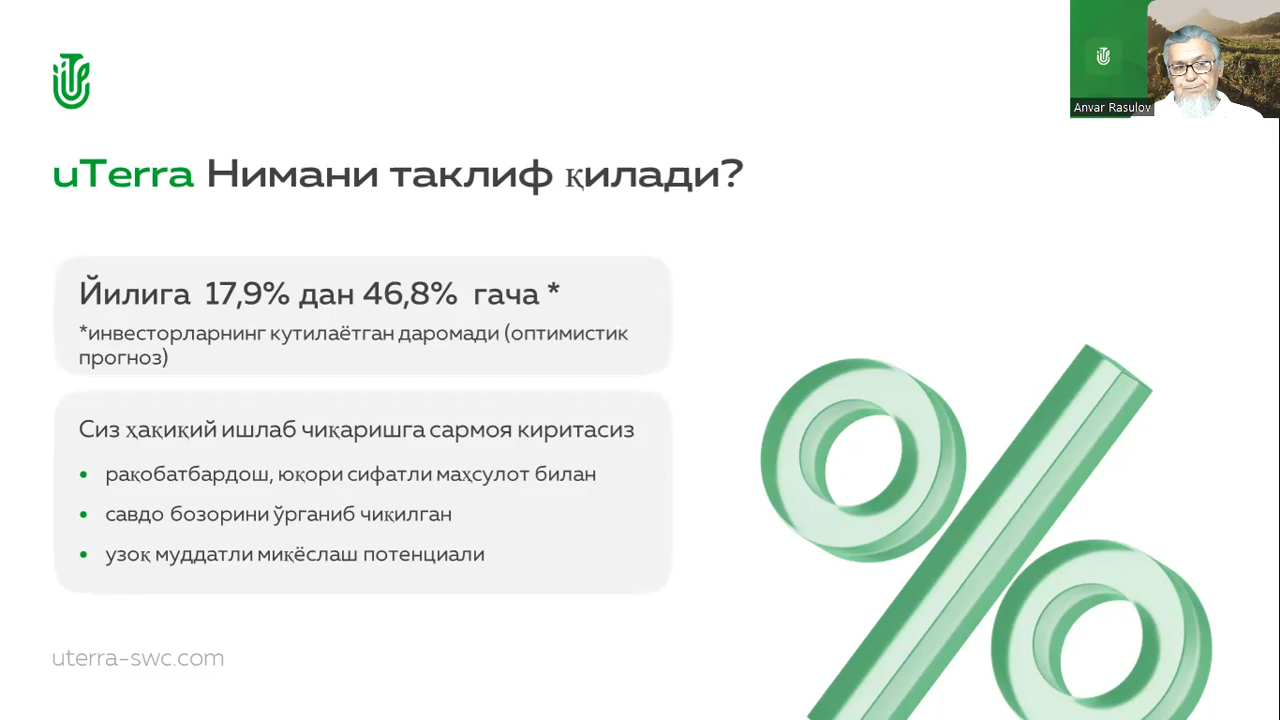 Anvar Rasulov
uTerra Нимани таклиф қилади?
Йилига 17,9% дан 46,8% гача *
*инвесторларнинг кутилаётган даромади (оптимистик
прогноз)
Сиз ҳақиқий ишлаб чиқаришга сармоя киритасиз
• рақобатбардош, юқори сифатли маҳсулот билан
• савдо бозорини ўрганиб чиқилган
• узоқ муддатли миқёслаш потенциали
uterra-swc.com